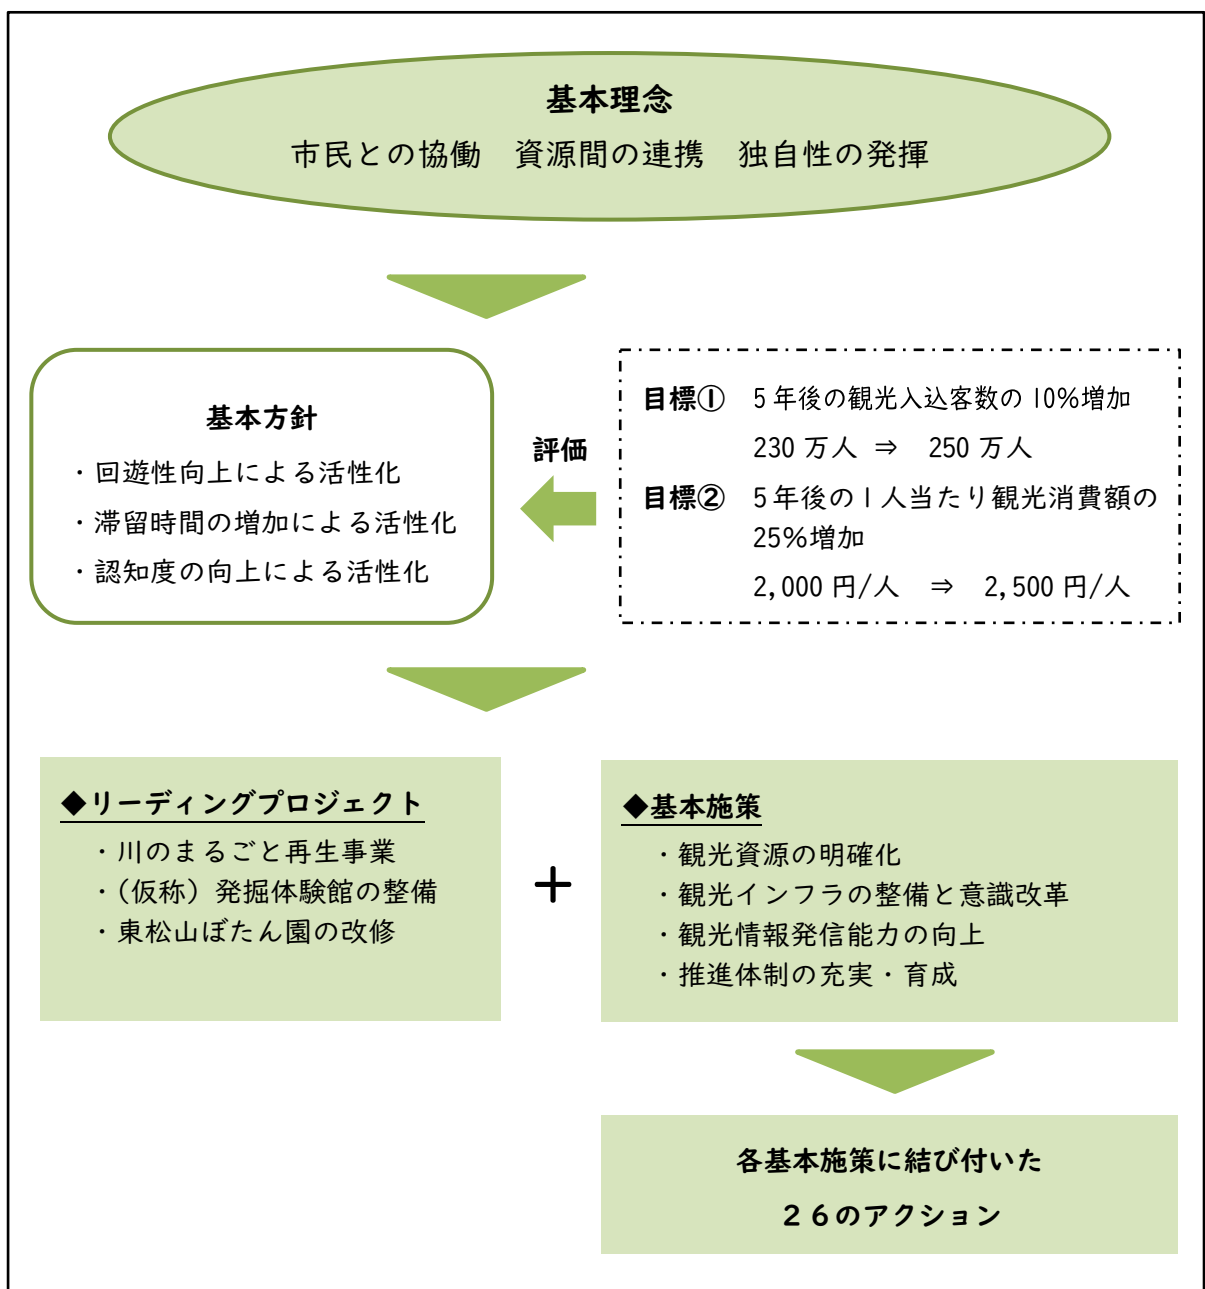 基本理念
市民との協働　資源間の連携　独自性の発揮
基本方針
・回遊性向上による活性化
・滞留時間の増加による活性化
・認知度の向上による活性化
評価
目標①　5年後の観光入込客数の10%増加
230万人 ⇒ 250万人
目標②　5年後の1人当たり観光消費額の
25%増加
2,000円/人 ⇒ 2,500円/人
◆リーディングプロジェクト
・川のまるごと再生事業
・(仮称) 発掘体験館の整備
・東松山ぼたん園の改修
＋
◆基本施策
・観光資源の明確化
・観光インフラの整備と意識改革
・観光情報発信能力の向上
・推進体制の充実・育成
各基本施策に結び付いた
２６のアクション